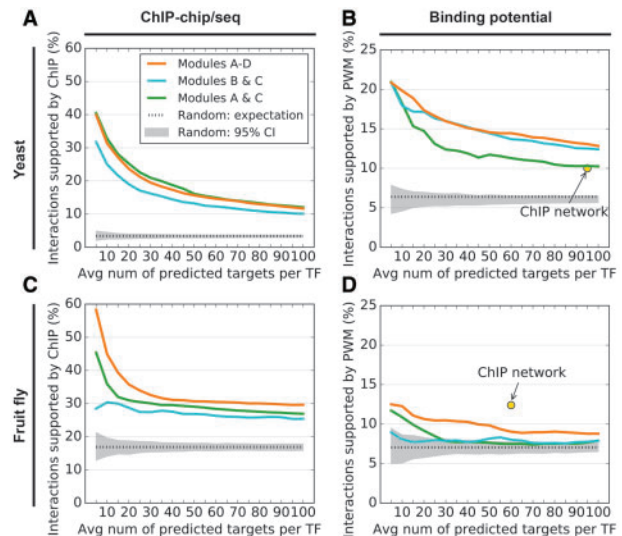 ChIP-chip/seq
Binding potential
Yeast
Fruit fly
A
Interactions supported by ChIP (%)
60
50
40
30
20
10
0
Modules A-D
Modules B & C
Modules A & C
Random: expectation
Random: 95% CI
10 20 30 40 50 60 70 80 90 100
Avg num of predicted targets per TF
B
Interactions supported by PWM (%)
25
20
15
10
5
0
ChIP network
10 20 30 40 50 60 70 80 90 100
Avg num of predicted targets per TF
C
Interactions supported by ChIP (%)
60
50
40
30
20
10
0
10 20 30 40 50 60 70 80 90 100
Avg num of predicted targets per TF
D
Interactions supported by PWM (%)
25
20
15
10
5
0
ChIP network
10 20 30 40 50 60 70 80 90 100
Avg num of predicted targets per TF